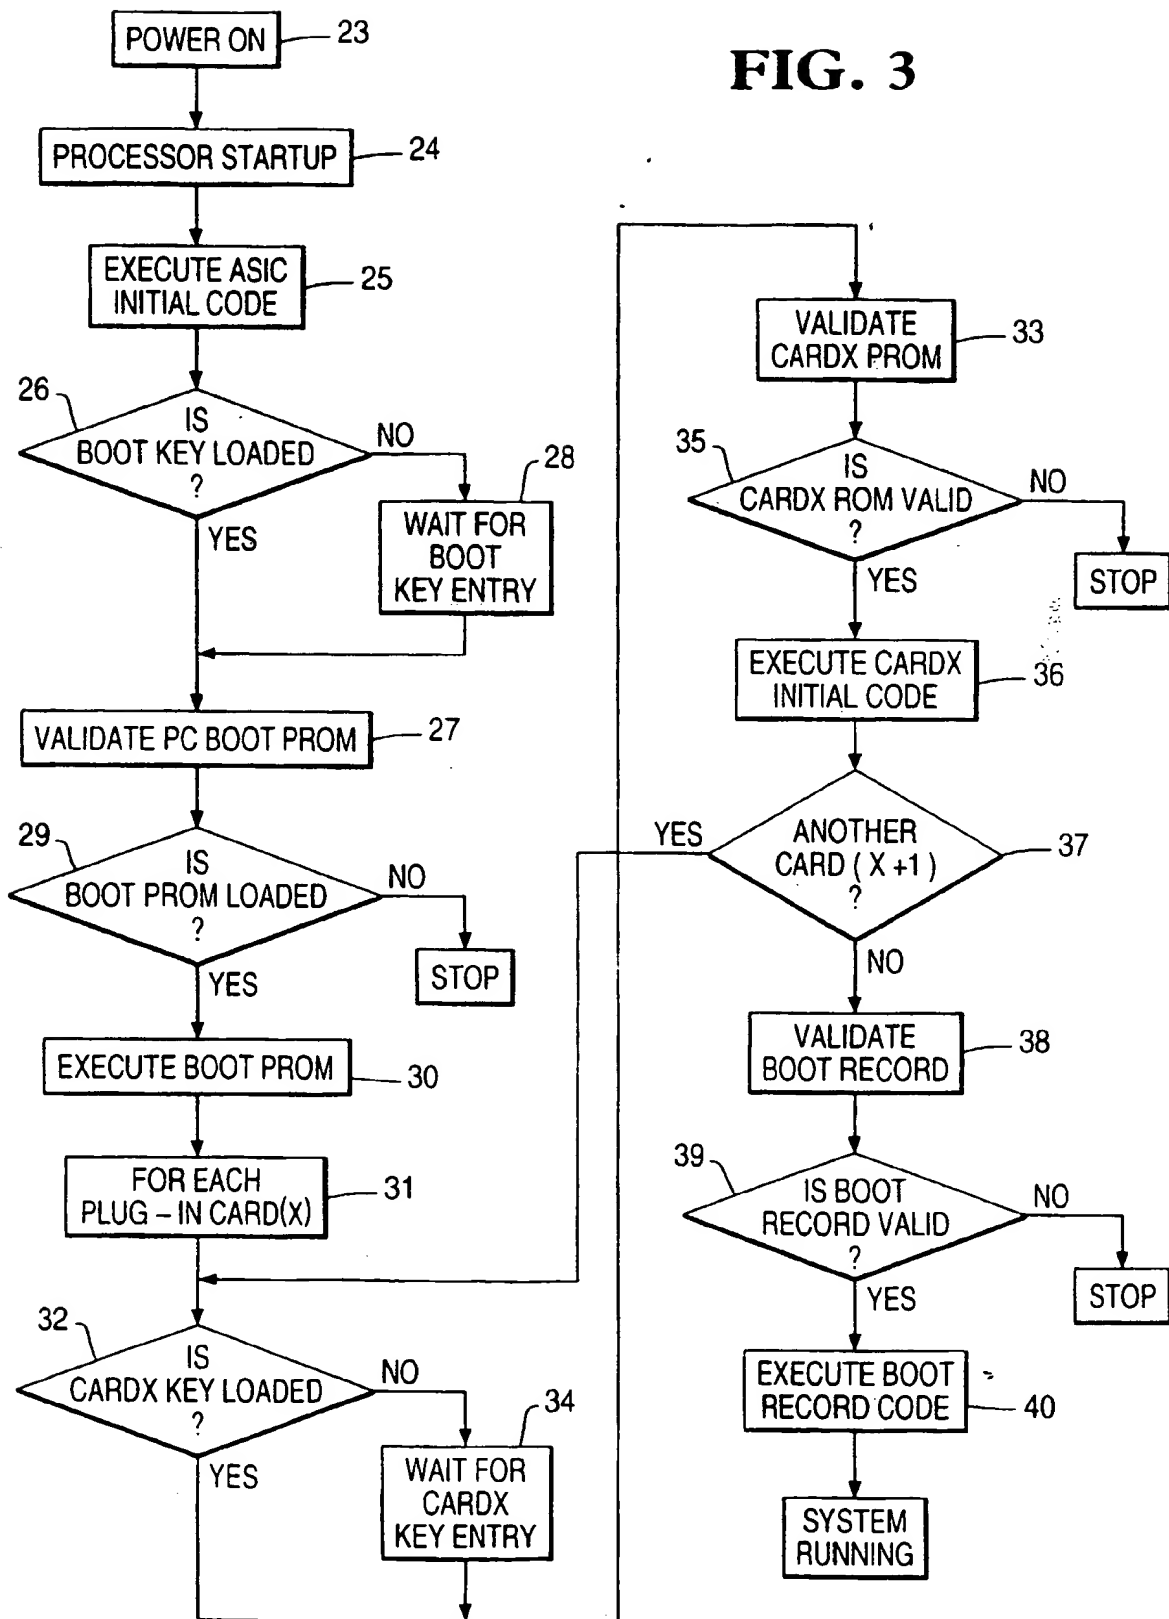 FIG. 3
POWER ON
23
PROCESSOR STARTUP
24
EXECUTE ASIC
INITIAL CODE
25
26
IS
BOOT KEY LOADED
?
NO
YES
28
WAIT FOR
BOOT
KEY ENTRY
VALIDATE PC BOOT PROM
27
29
IS
BOOT PROM LOADED
?
NO
YES
STOP
EXECUTE BOOT PROM
30
FOR EACH
PLUG – IN CARD(X)
31
32
IS
CARDX KEY LOADED
?
NO
YES
34
WAIT FOR
CARDX
KEY ENTRY
VALIDATE
CARDX PROM
33
35
IS
CARDX ROM VALID
?
NO
YES
STOP
EXECUTE CARDX
INITIAL CODE
36
YES
ANOTHER
CARD ( X +1 )
?
37
NO
VALIDATE
BOOT RECORD
38
39
IS BOOT
RECORD VALID
?
NO
YES
STOP
EXECUTE BOOT
RECORD CODE
40
SYSTEM
RUNNING